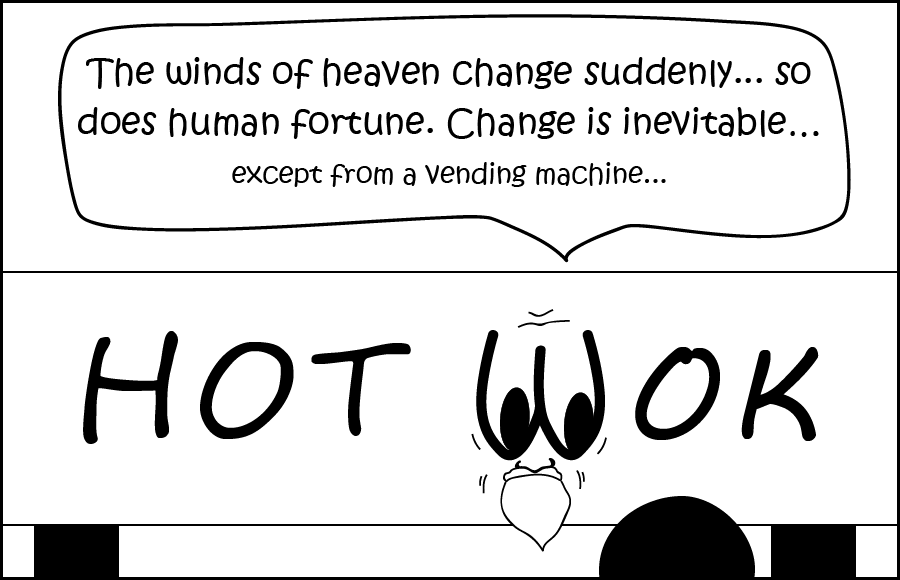 The winds of heaven change suddenly... so
does human fortune. Change is inevitable...
except from a vending machine...
HOT WOK